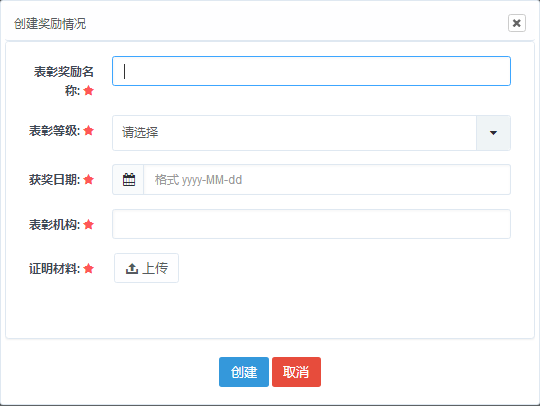 创建奖励情况
表彰奖励名
称:
表彰等级:
请选择
获奖日期:
格式 yyyy-MM-dd
表彰机构:
证明材料:
上传
创建
取消